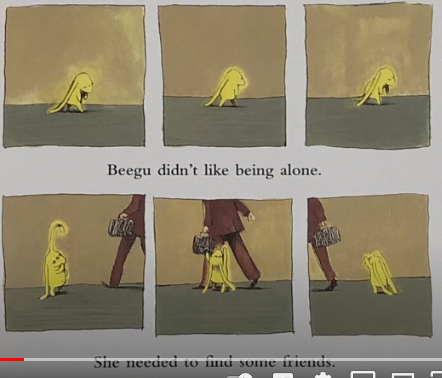 Beegu didn't like being alone.
She needed to find some friends.